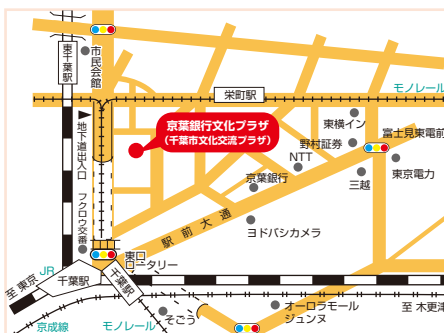 東千葉駅
市民会館
栄町駅
モノレール
地下道出入口
京葉銀行文化プラザ
(千葉市文化交流プラザ)
東横イン
富士見東電前
野村証券
NTT
東京電力
三越
京葉銀行
フクロウ交番
駅前大通
ヨドバシカメラ
東口
ロータリー
至 東京
JR
千葉駅
千葉駅
オーロラモール
ジュンヌ
至 木更津
そごう
京成線
モノレール